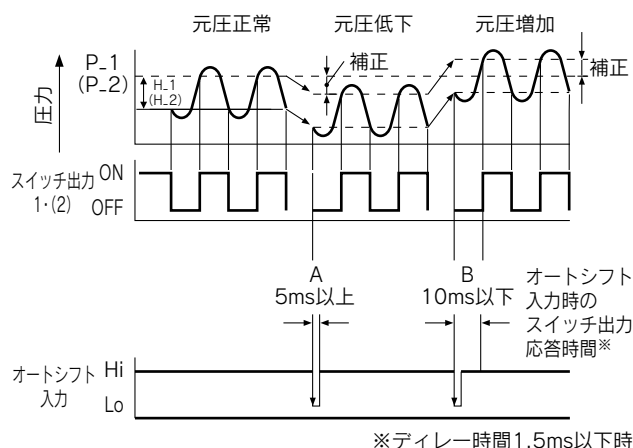 元圧正常
元圧低下
元圧増加
P_1
(P_2)
H_1
(H_2)
補正
補正
圧力
スイッチ出力
1・(2)
ON
OFF
A
5ms以上
B
10ms以下
オートシフト
入力時の
スイッチ出力
応答時間※
オートシフト
入力
Hi
Lo
※ディレー時間1.5ms以下時